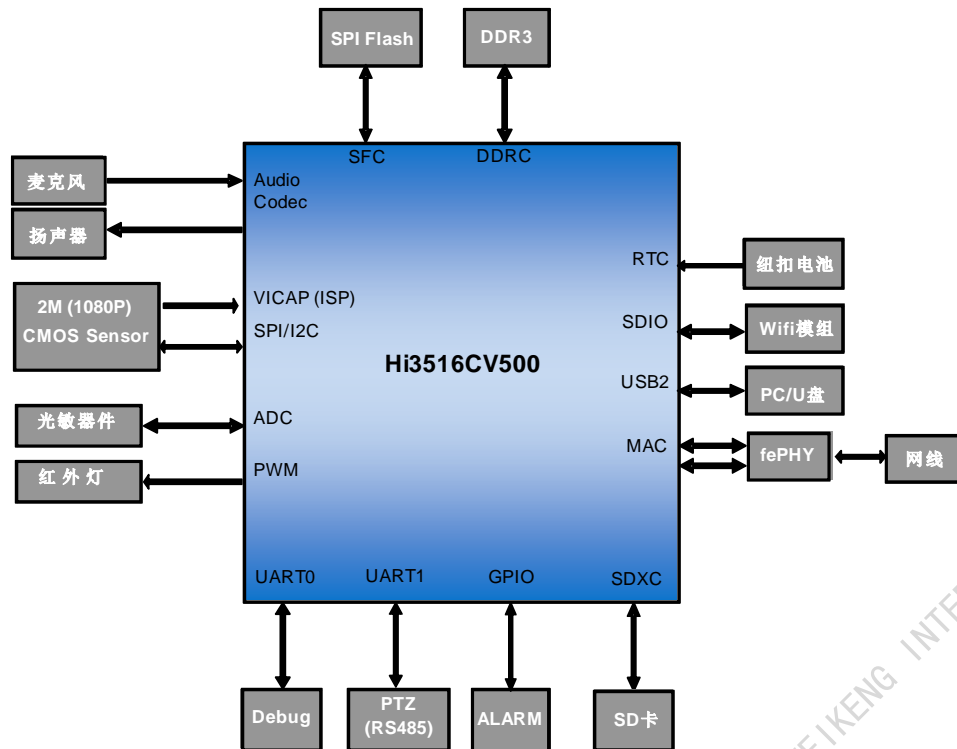 SPI Flash
DDR3
SFC
DDRC
麦克风
Audio
Codec
扬声器
RTC
纽扣电池
2M (1080P)
CMOS Sensor
VICAP (ISP)
SPI/I2C
SDIO
Wifi模组
Hi3516CV500
USB2
PC/U盘
光敏器件
ADC
MAC
fePHY
网线
红外灯
PWM
UART0
UART1
GPIO
SDXC
Debug
PTZ
(RS485)
ALARM
SD卡